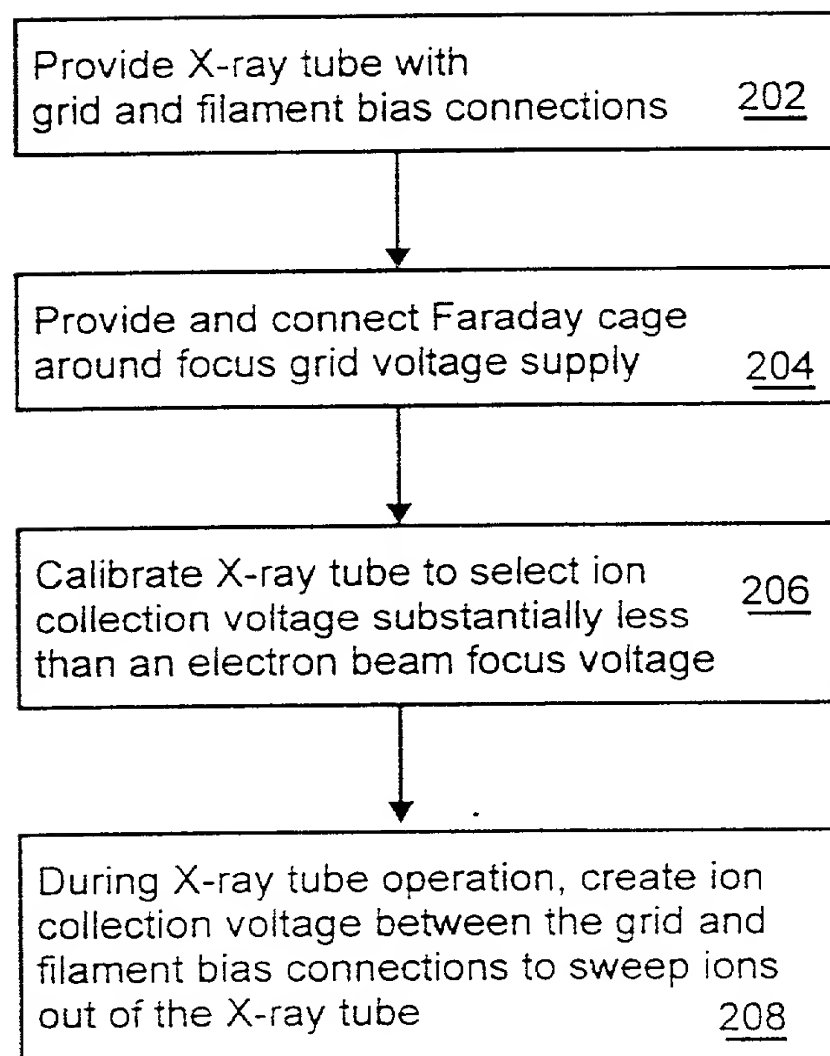 Provide X-ray tube with
grid and filament bias connections 202
Provide and connect Faraday cage
around focus grid voltage supply 204
Calibrate X-ray tube to select ion 206
collection voltage substantially less
than an electron beam focus voltage
During X-ray tube operation, create ion
collection voltage between the grid and
filament bias connections to sweep ions
out of the X-ray tube 208